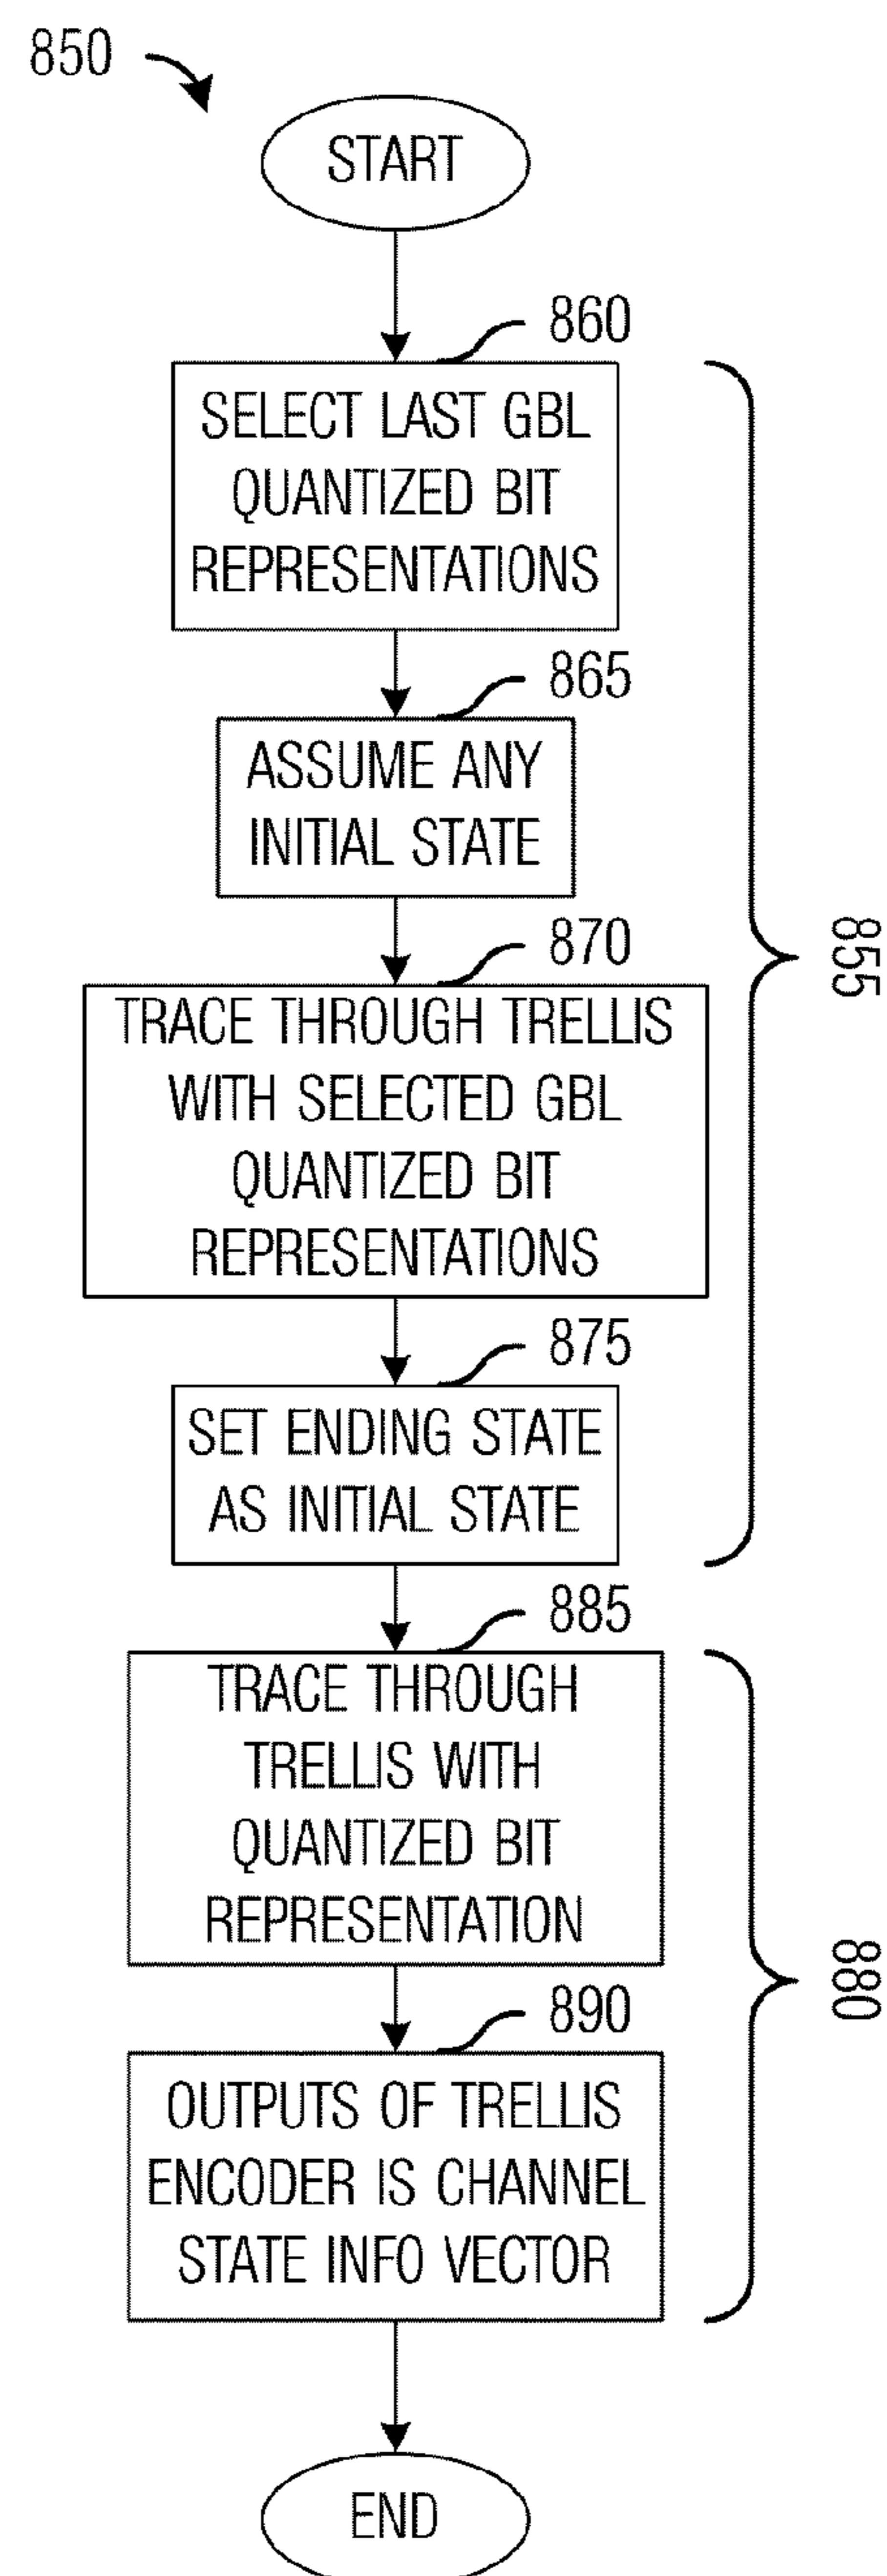 850
START
860
SELECT LAST GBL
QUANTIZED BIT
REPRESENTATIONS
865
ASSUME ANY
INITIAL STATE
870
TRACE THROUGH TRELLIS
WITH SELECTED GBL
QUANTIZED BIT
REPRESENTATIONS
855
875
SET ENDING STATE
AS INITIAL STATE
885
TRACE THROUGH
TRELLIS WITH
QUANTIZED BIT
REPRESENTATION
880
890
OUTPUTS OF TRELLIS
ENCODER IS CHANNEL
STATE INFO VECTOR
END